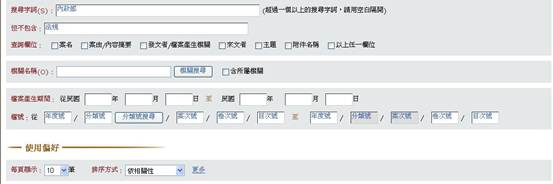 搜尋字詞(S): 內政部 (超過一個以上的搜尋字詞，請用空白隔開)
但不包含: 法規
查詢欄位: 案名 案由/內容摘要 發文者/檔案產生機關 來文者 主題 附件名稱 以上任一欄位
機關名稱(O): 機關搜尋 含所屬機關
檔案產生期間: 從民國 年 月 日 至 民國 年 月 日
檔號: 從 年度號 / 分類號 分類號搜尋 / 案次號 / 卷次號 / 目次號 至 年度號 / 分類號 / 案次號 / 卷次號 / 目次號
使用偏好
每頁顯示: 10 筆 排序方式: 依相關性 更多